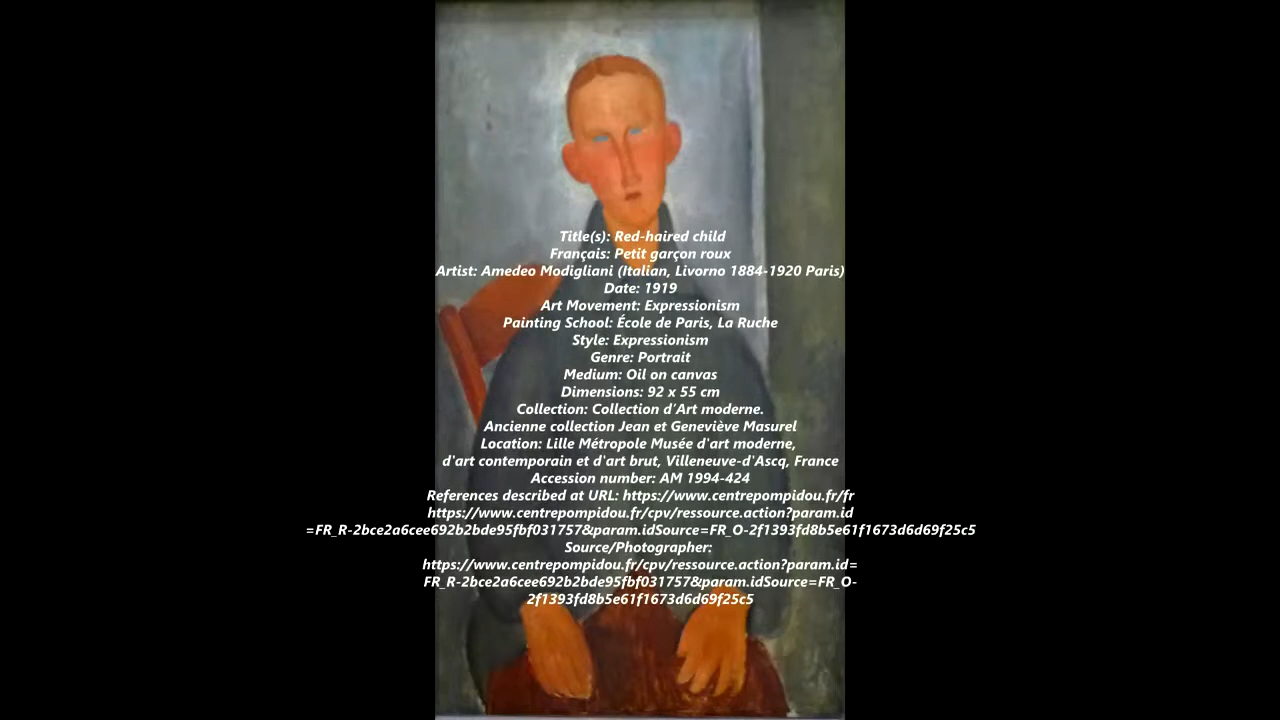 Title(s): Red-haired child
Français: Petit garçon roux
Artist: Amedeo Modigliani (Italian, Livorno 1884-1920 Paris)
Date: 1919
Art Movement: Expressionism
Painting School: École de Paris, La Ruche
Style: Expressionism
Genre: Portrait
Medium: Oil on canvas
Dimensions: 92 x 55 cm
Collection: Collection d'Art moderne.
Ancienne collection Jean et Geneviève Masurel
Location: Lille Métropole Musée d'art moderne,
d'art contemporain et d'art brut, Villeneuve-d'Ascq, France
Accession number: AM 1994-424
References described at URL: https://www.centrepompidou.fr/fr
https://www.centrepompidou.fr/cpv/ressource.action?param.id
=FR_R-2bce2a6cee692b2bde95fbf031757&param.idSource=FR_O-2f1393fd8b5e61f1673d6d69f25c5
Source/Photographer:
https://www.centrepompidou.fr/cpv/ressource.action?param.id=
FR_R-2bce2a6cee692b2bde95fbf031757&param.idSource=FR_O-
2f1393fd8b5e61f1673d6d69f25c5